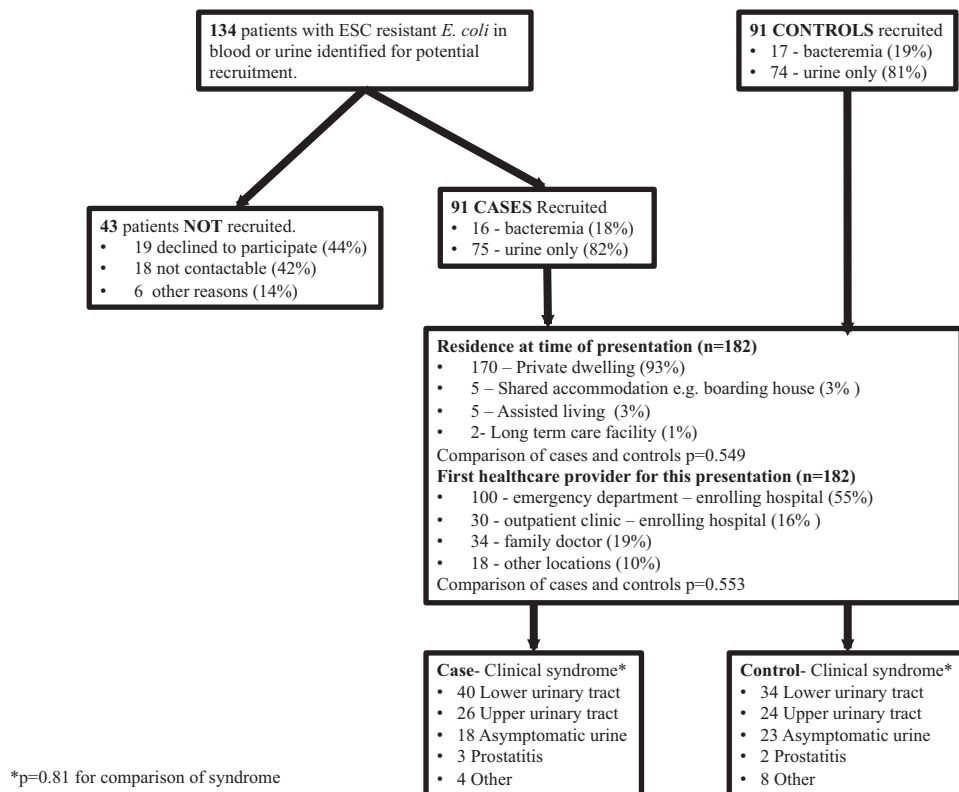 134 patients with ESC resistant E. coli in
blood or urine identified for potential
recruitment.
91 CONTROLS recruited
• 17 - bacteremia (19%)
• 74 - urine only (81%)
43 patients NOT recruited.
• 19 declined to participate (44%)
• 18 not contactable (42%)
• 6 other reasons (14%)
91 CASES Recruited
• 16 - bacteremia (18%)
• 75 - urine only (82%)
Residence at time of presentation (n=182)
• 170 – Private dwelling (93%)
• 5 – Shared accommodation e.g. boarding house (3% )
• 5 – Assisted living (3%)
• 2- Long term care facility (1%)
Comparison of cases and controls p=0.549
First healthcare provider for this presentation (n=182)
• 100 - emergency department – enrolling hospital (55%)
• 30 - outpatient clinic – enrolling hospital (16% )
• 34 - family doctor (19%)
• 18 - other locations (10%)
Comparison of cases and controls p=0.553
Case- Clinical syndrome*
• 40 Lower urinary tract
• 26 Upper urinary tract
• 18 Asymptomatic urine
• 3 Prostatitis
• 4 Other
Control- Clinical syndrome*
• 34 Lower urinary tract
• 24 Upper urinary tract
• 23 Asymptomatic urine
• 2 Prostatitis
• 8 Other
*p=0.81 for comparison of syndrome